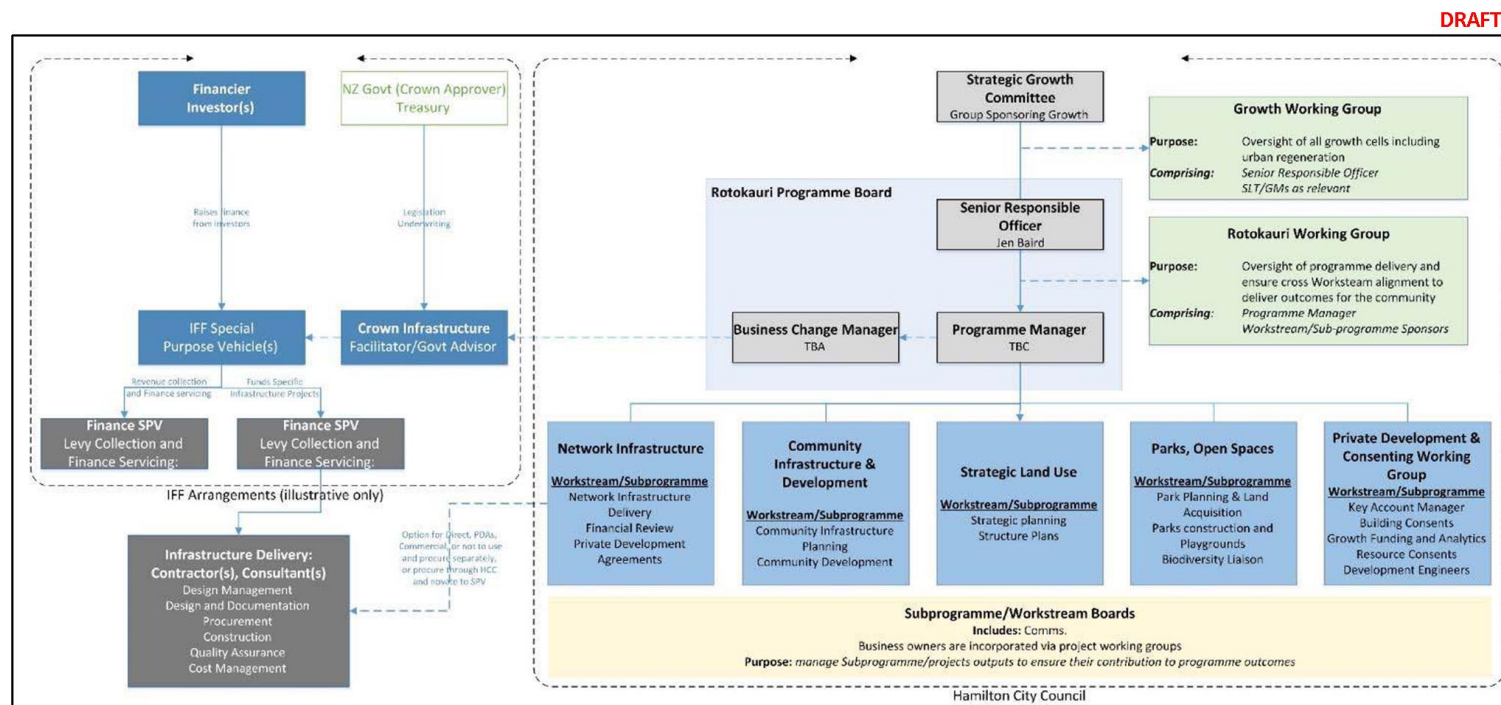 DRAFT
Financier
Investor(s)
NZ Govt (Crown Approver)
Treasury
Raises finance
from investors
Legislation
Underwriting
IFF Special
Purpose Vehicle(s)
Crown Infrastructure
Facilitator/Govt Advisor
Revenue collection
and Finance servicing
Funds Specific
Infrastructure Projects
Finance SPV
Levy Collection and
Finance Servicing:
Finance SPV
Levy Collection and
Finance Servicing:
IFF Arrangements (illustrative only)
Infrastructure Delivery:
Contractor(s), Consultant(s)
Design Management
Design and Documentation
Procurement
Construction
Quality Assurance
Cost Management
Option for Direct, PDAs,
Commercial, or not to use
and procure separately,
or procure through HCC
and novate to SPV
Strategic Growth
Committee
Group Sponsoring Growth
Growth Working Group
Purpose: Oversight of all growth cells including
urban regeneration
Comprising: Senior Responsible Officer
SLT/GMs as relevant
Rotokauri Programme Board
Senior Responsible
Officer
Jen Baird
Rotokauri Working Group
Purpose: Oversight of programme delivery and
ensure cross Worksteam alignment to
deliver outcomes for the community
Comprising: Programme Manager
Workstream/Sub-programme Sponsors
Business Change Manager
TBA
Programme Manager
TBC
Network Infrastructure
Workstream/Subprogramme
Network Infrastructure
Delivery
Financial Review
Private Development
Agreements
Community
Infrastructure &
Development
Workstream/Subprogramme
Community Infrastructure
Planning
Community Development
Strategic Land Use
Workstream/Subprogramme
Strategic planning
Structure Plans
Parks, Open Spaces
Workstream/Subprogramme
Park Planning & Land
Acquisition
Parks construction and
Playgrounds
Biodiversity Liaison
Private Development &
Consenting Working
Group
Workstream/Subprogramme
Key Account Manager
Building Consents
Growth Funding and Analytics
Resource Consents
Development Engineers
Subprogramme/Workstream Boards
Includes: Comms.
Business owners are incorporated via project working groups
Purpose: manage Subprogramme/projects outputs to ensure their contribution to programme outcomes
Hamilton City Council